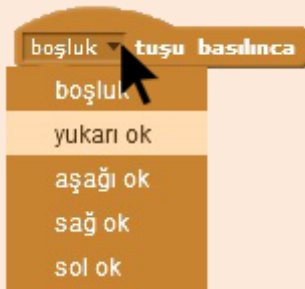 boşluk tuşu basılınca
boşluk
yukarı ok
aşağı ok
sağ ok
sol ok